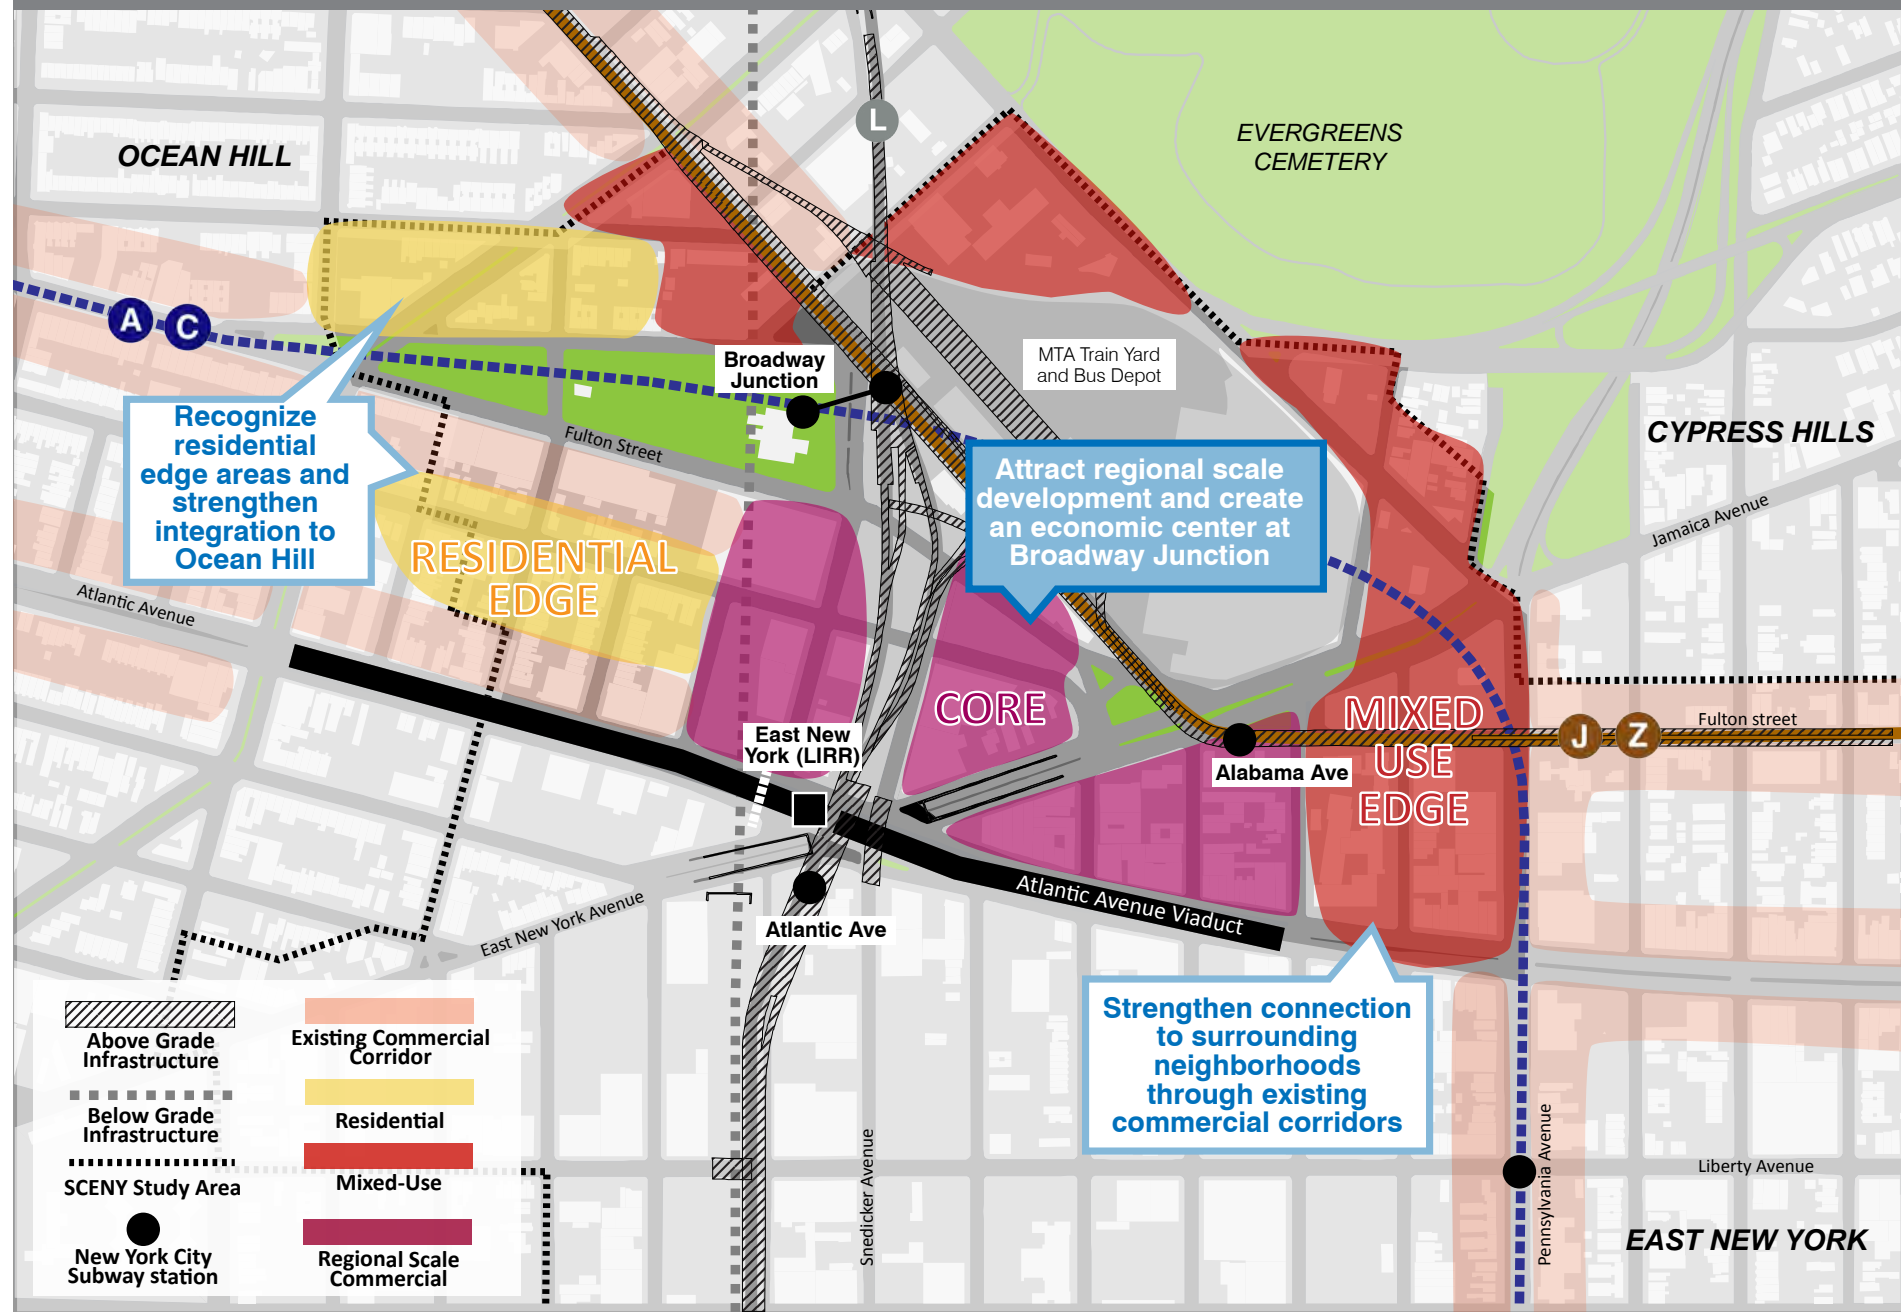 L
EVERGREENS
CEMETERY
OCEAN HILL
A
C
Broadway
Junction
MTA Train Yard
and Bus Depot
Recognize
residential
edge areas and
strengthen
integration to
Ocean Hill
Fulton Street
CYPRESS HILLS
Attract regional scale
development and create
an economic center at
Broadway Junction
Jamaica Avenue
RESIDENTIAL
EDGE
Atlantic Avenue
CORE
MIXED
USE
EDGE
East New
York (LIRR)
Alabama Ave
J
Z
Fulton street
Atlantic Avenue Viaduct
East New York Avenue
Atlantic Ave
Strengthen connection
to surrounding
neighborhoods
through existing
commercial corridors
Snedicker Avenue
Pennsylvania Avenue
Liberty Avenue
EAST NEW YORK
Above Grade
Infrastructure
Below Grade
Infrastructure
SCENY Study Area
New York City
Subway station
Existing Commercial
Corridor
Residential
Mixed-Use
Regional Scale
Commercial